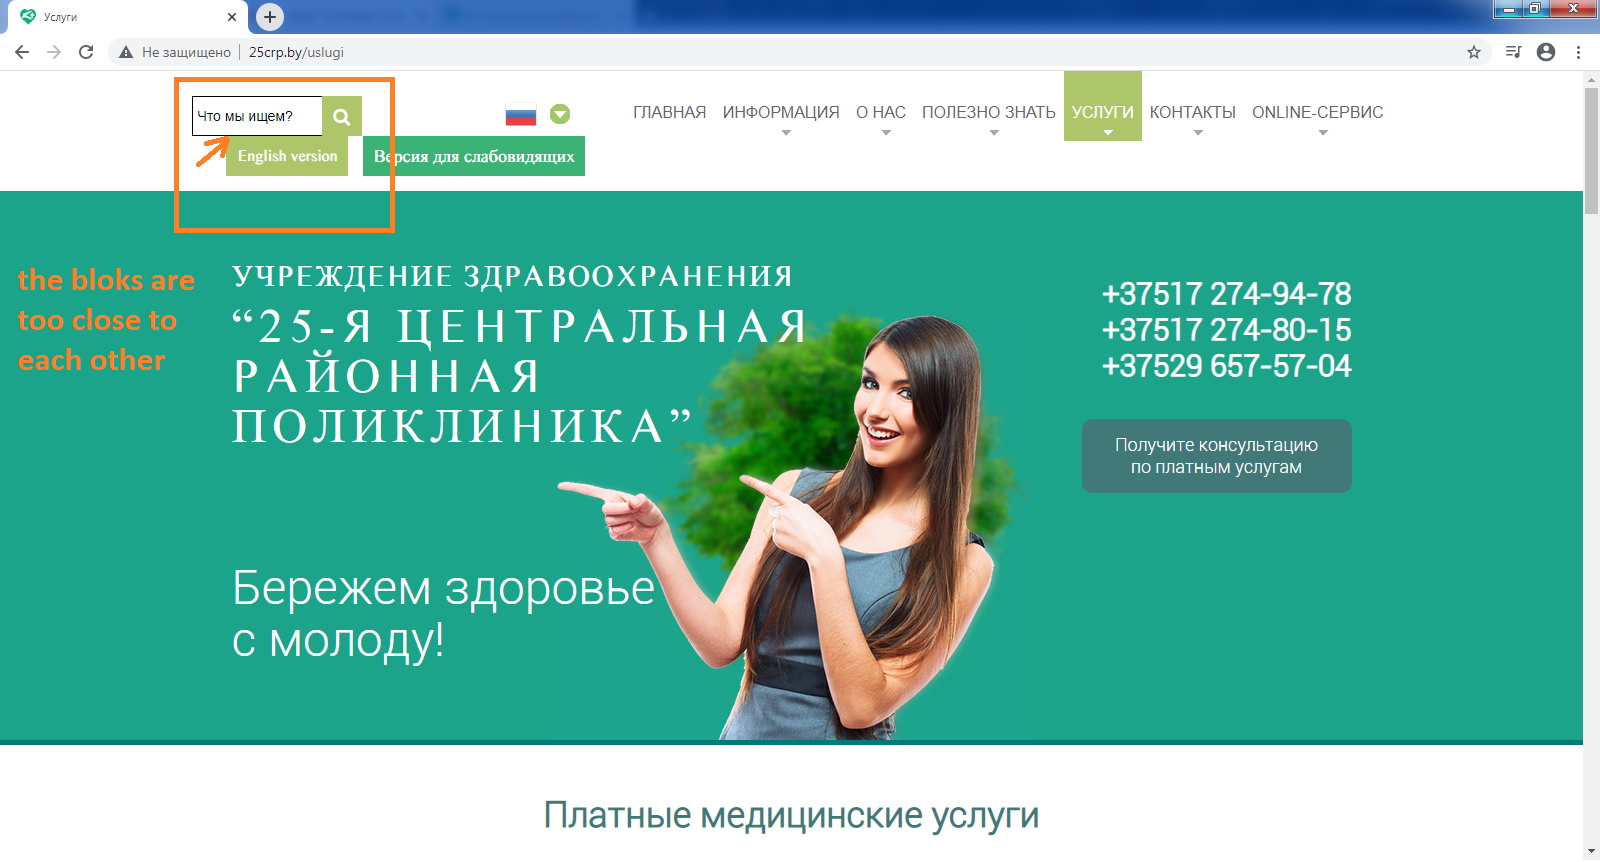 Услуги
Не защищено
25crp.by/uslugi
Что мы ищем?
ГЛАВНАЯ
ИНФОРМАЦИЯ
О НАС
ПОЛЕЗНО ЗНАТЬ
УСЛУГИ
КОНТАКТЫ
ONLINE-СЕРВИС
English version
Версия для слабовидящих
the bloks are
too close to
each other
УЧРЕЖДЕНИЕ ЗДРАВООХРАНЕНИЯ
“25-Я ЦЕНТРАЛЬНАЯ
РАЙОННАЯ
ПОЛИКЛИНИКА”
+37517 274-94-78
+37517 274-80-15
+37529 657-57-04
Получите консультацию
по платным услугам
Бережем здоровье
с молоду!
Платные медицинские услуги